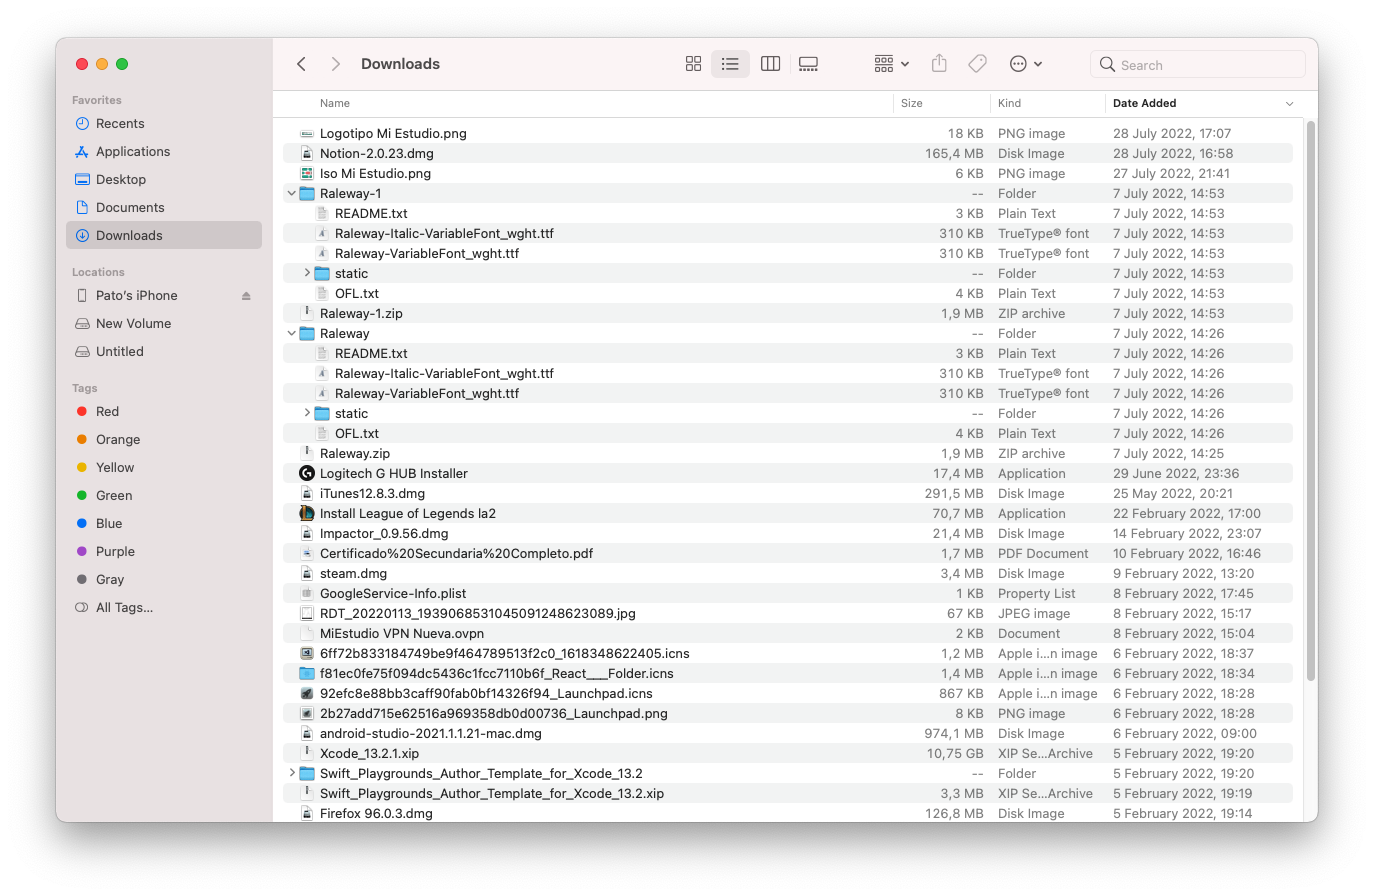 Downloads
Search
Favorites
Recents
Applications
Desktop
Documents
Downloads
Locations
Pato's iPhone
New Volume
Untitled
Tags
Red
Orange
Yellow
Green
Blue
Purple
Gray
All Tags...
Name Size Kind Date Added
Logotipo Mi Estudio.png 18 KB PNG image 28 July 2022, 17:07
Notion-2.0.23.dmg 165,4 MB Disk Image 28 July 2022, 16:58
Iso Mi Estudio.png 6 KB PNG image 27 July 2022, 21:41
Raleway-1 -- Folder 7 July 2022, 14:53
README.txt 3 KB Plain Text 7 July 2022, 14:53
Raleway-Italic-VariableFont_wght.ttf 310 KB TrueType® font 7 July 2022, 14:53
Raleway-VariableFont_wght.ttf 310 KB TrueType® font 7 July 2022, 14:53
static -- Folder 7 July 2022, 14:53
OFL.txt 4 KB Plain Text 7 July 2022, 14:53
Raleway-1.zip 1,9 MB ZIP archive 7 July 2022, 14:53
Raleway -- Folder 7 July 2022, 14:26
README.txt 3 KB Plain Text 7 July 2022, 14:26
Raleway-Italic-VariableFont_wght.ttf 310 KB TrueType® font 7 July 2022, 14:26
Raleway-VariableFont_wght.ttf 310 KB TrueType® font 7 July 2022, 14:26
static -- Folder 7 July 2022, 14:26
OFL.txt 4 KB Plain Text 7 July 2022, 14:26
Raleway.zip 1,9 MB ZIP archive 7 July 2022, 14:25
Logitech G HUB Installer 17,4 MB Application 29 June 2022, 23:36
iTunes12.8.3.dmg 291,5 MB Disk Image 25 May 2022, 20:21
Install League of Legends la2 70,7 MB Application 22 February 2022, 17:00
Impactor_0.9.56.dmg 21,4 MB Disk Image 14 February 2022, 23:07
Certificado%20Secundaria%20Completo.pdf 1,7 MB PDF Document 10 February 2022, 16:46
steam.dmg 3,4 MB Disk Image 9 February 2022, 13:20
GoogleService-Info.plist 1 KB Property List 8 February 2022, 17:45
RDT_20220113_1939068531045091248623089.jpg 67 KB JPEG image 8 February 2022, 15:17
MiEstudio VPN Nueva.ovpn 2 KB Document 8 February 2022, 15:04
6ff72b833184749be9f464789513f2c0_1618348622405.icns 1,2 MB Apple i...n image 6 February 2022, 18:37
f81ec0fe75f094dc5436c1fcc7110b6f_React___Folder.icns 1,4 MB Apple i...n image 6 February 2022, 18:34
92efc8e88bb3caff90fab0bf14326f94_Launchpad.icns 867 KB Apple i...n image 6 February 2022, 18:28
2b27add715e62516a969358db0d00736_Launchpad.png 8 KB PNG image 6 February 2022, 18:28
android-studio-2021.1.1.21-mac.dmg 974,1 MB Disk Image 6 February 2022, 09:00
Xcode_13.2.1.xip 10,75 GB XIP Se...Archive 5 February 2022, 19:20
Swift_Playgrounds_Author_Template_for_Xcode_13.2 -- Folder 5 February 2022, 19:20
Swift_Playgrounds_Author_Template_for_Xcode_13.2.xip 3,3 MB XIP Se...Archive 5 February 2022, 19:19
Firefox 96.0.3.dmg 126,8 MB Disk Image 5 February 2022, 19:14